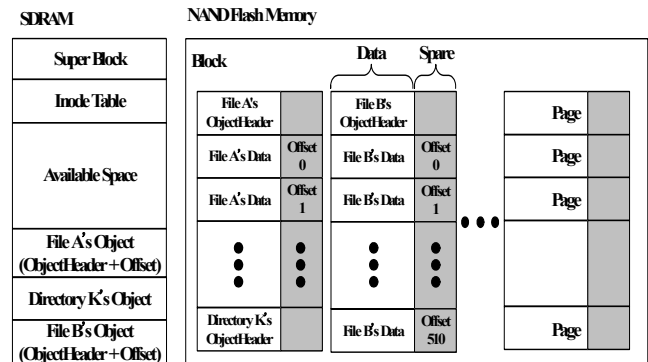 SDRAM
NAND Flash Memory
Super Block
Inode Table
Available Space
File A's Object
(ObjectHeader + Offset)
Directory K's Object
File B's Object
(ObjectHeader + Offset)
Block
Data
Spare
File A's
ObjectHeader
File A's Data
Offset
0
File A's Data
Offset
1
Directory K's
ObjectHeader
File B's
ObjectHeader
File B's Data
Offset
0
File B's Data
Offset
1
File B's Data
Offset
510
Page
Page
Page
Page